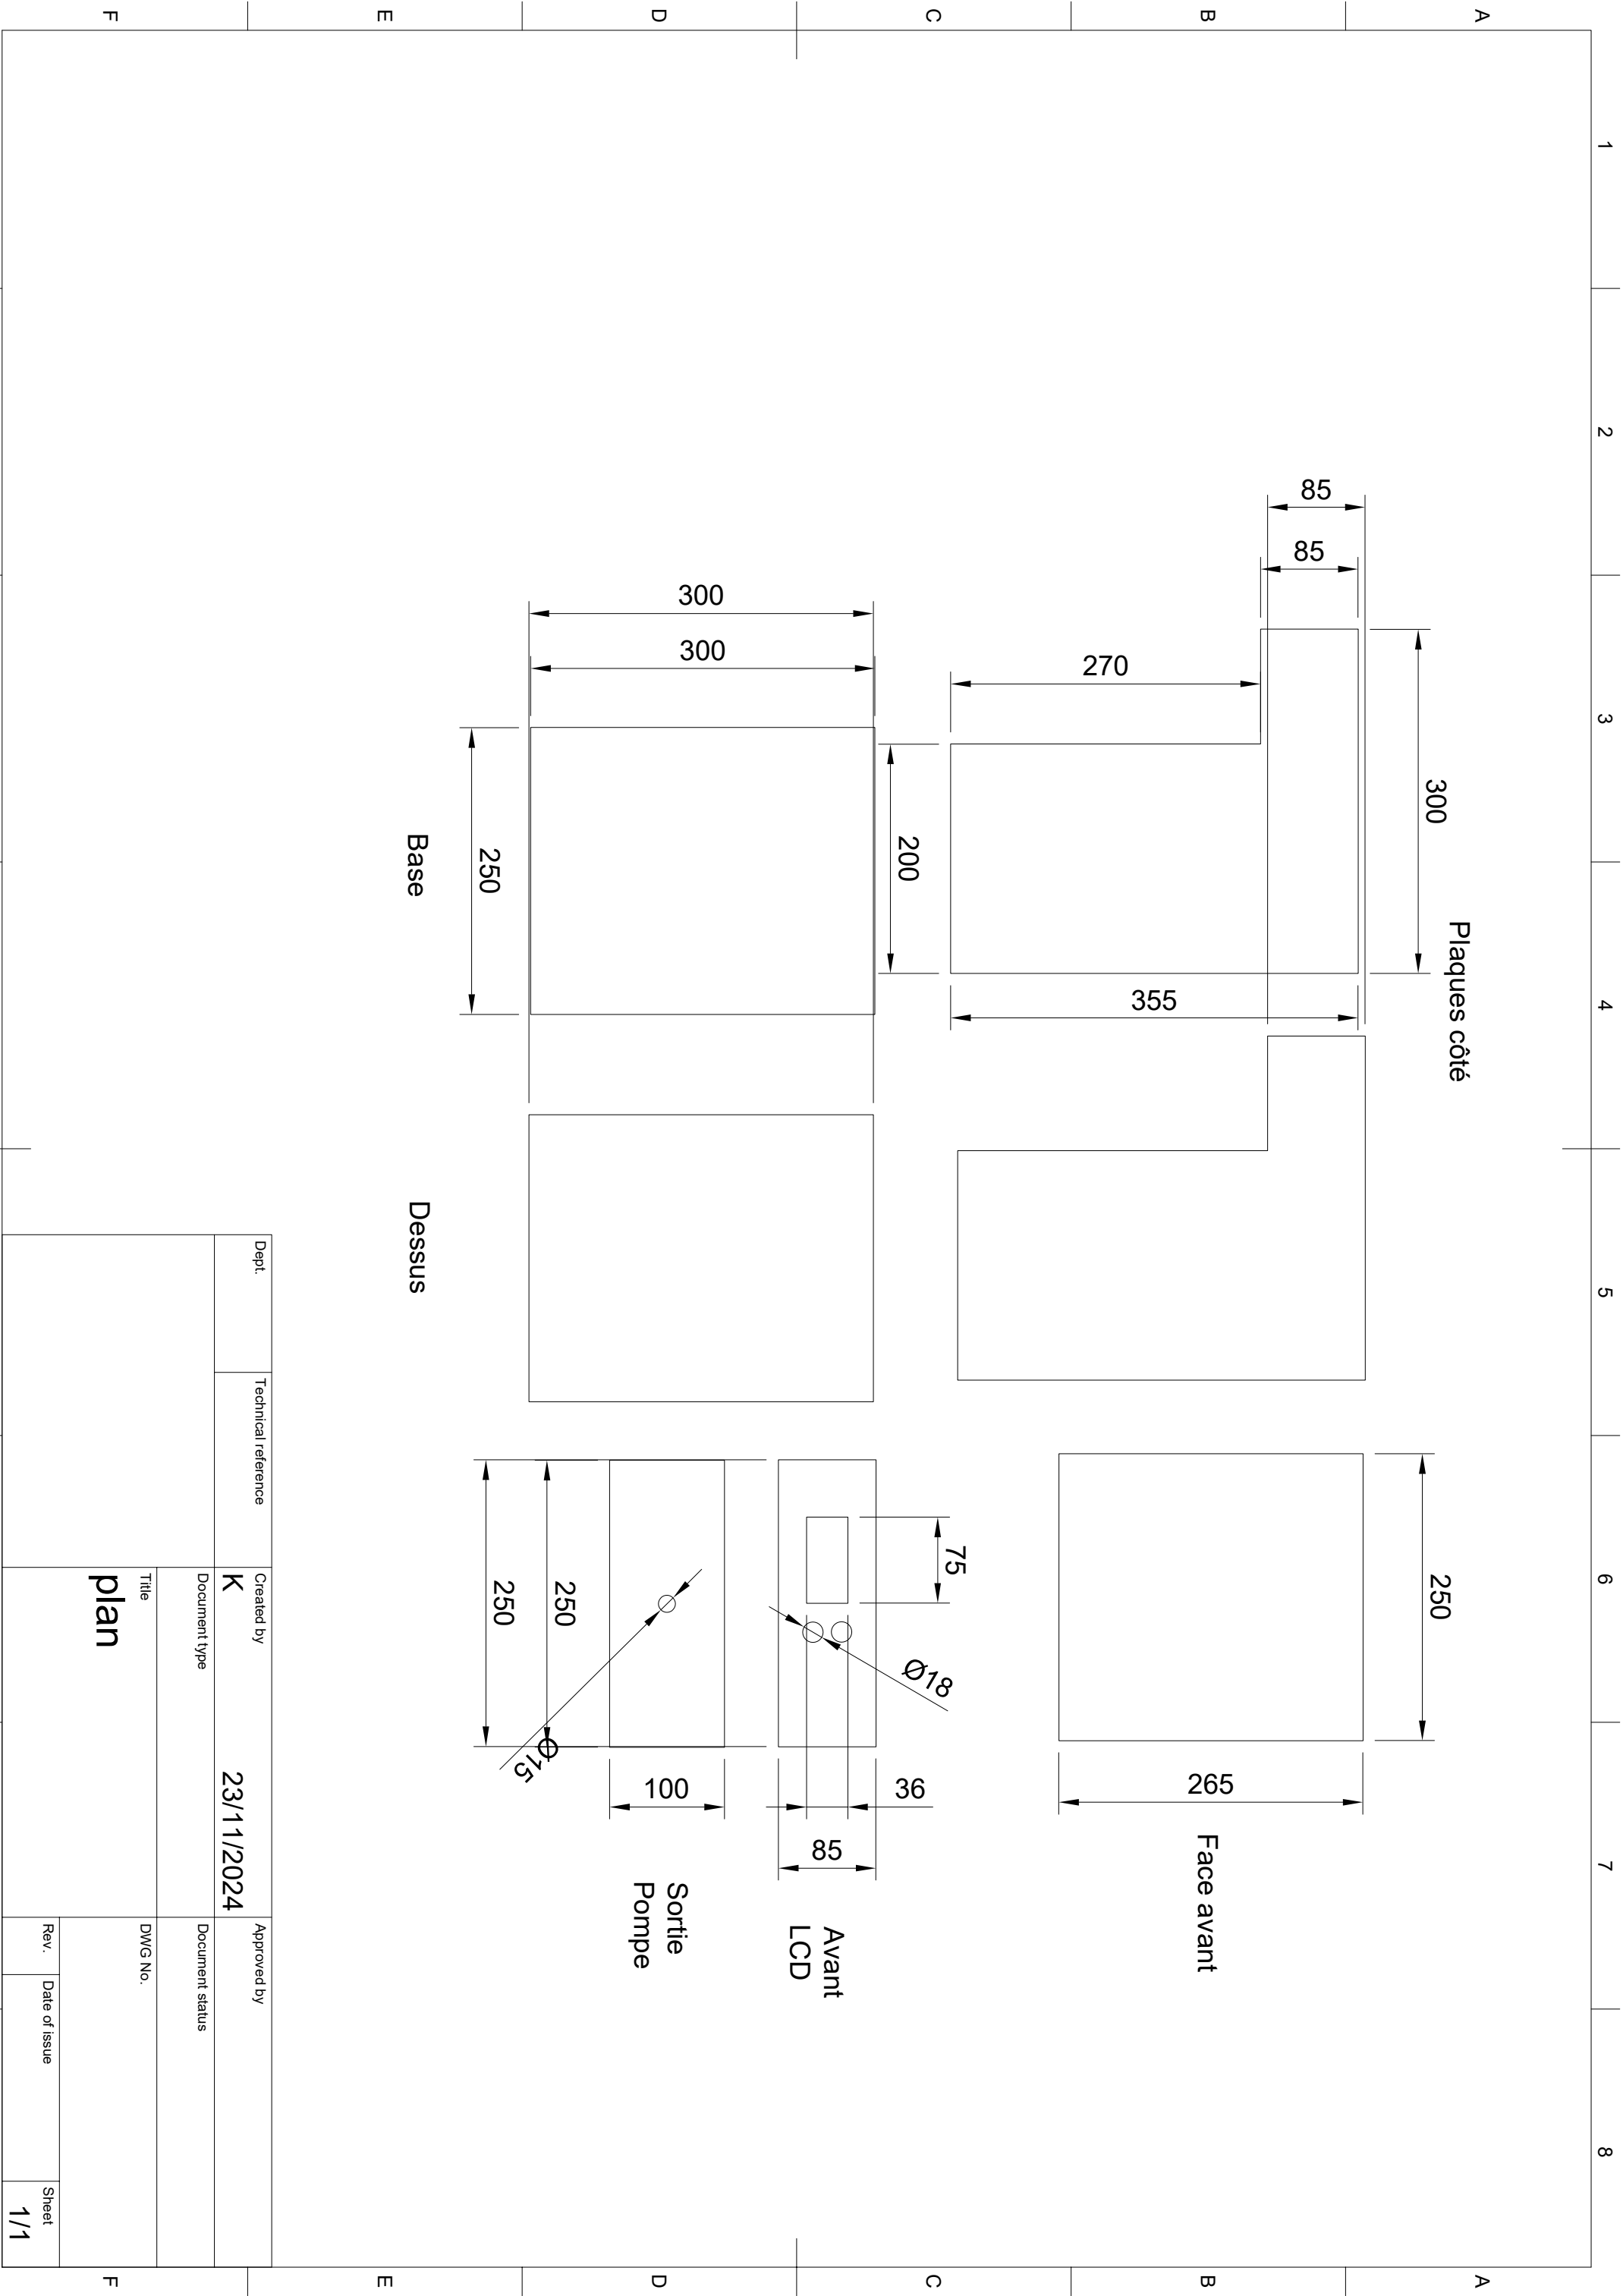 1 2 3 4 5 6 7 8
A
A
B
B
C
C
D
D
E
E
F
F
Plaques côté
300
85
85
270
355
200
250
265
Face avant
300
300
250
Base
Dessus
75
Ø18
36
85
Avant
LCD
250
250
Ø15
100
Sortie
Pompe
Dept.
Technical reference
Created by
K
23/11/2024
Approved by
Document type
Document status
Title
plan
DWG No.
Rev.
Date of issue
Sheet
1/1